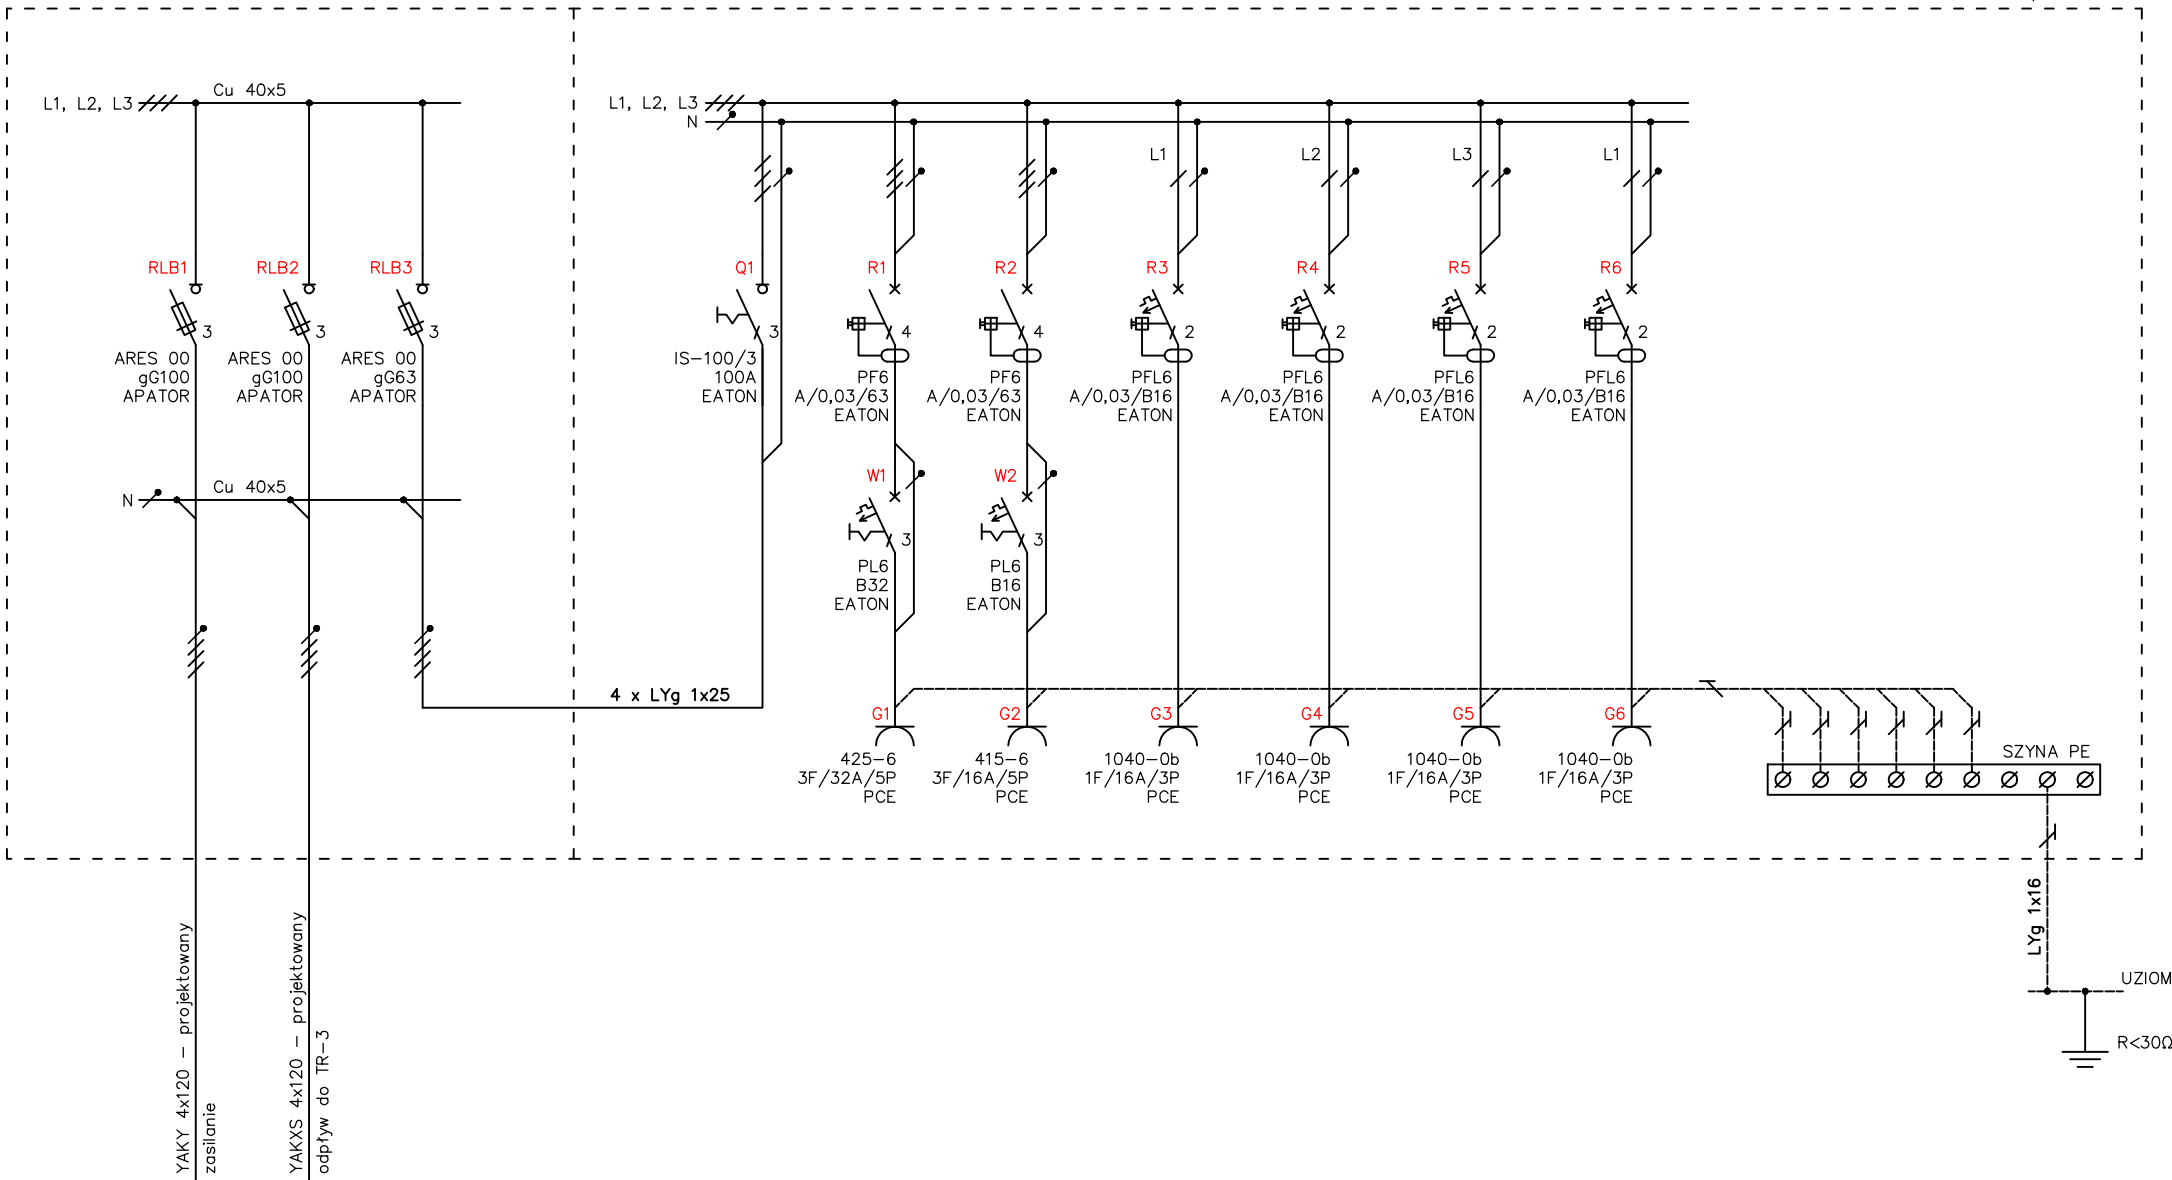 Cu 40x5
L1, L2, L3
L1, L2, L3
N
L1
L2
L3
L1
RLB1
RLB2
RLB3
Q1
R1
R2
R3
R4
R5
R6
3
3
3
3
4
4
2
2
2
2
ARES 00
gG100
APATOR
ARES 00
gG100
APATOR
ARES 00
gG63
APATOR
IS-100/3
100A
EATON
PF6
A/0,03/63
EATON
PF6
A/0,03/63
EATON
PFL6
A/0,03/B16
EATON
PFL6
A/0,03/B16
EATON
PFL6
A/0,03/B16
EATON
PFL6
A/0,03/B16
EATON
N
Cu 40x5
W1
W2
3
3
PL6
B32
EATON
PL6
B16
EATON
4 x LYg 1x25
G1
G2
G3
G4
G5
G6
425-6
3F/32A/5P
PCE
415-6
3F/16A/5P
PCE
1040-0b
1F/16A/3P
PCE
1040-0b
1F/16A/3P
PCE
1040-0b
1F/16A/3P
PCE
1040-0b
1F/16A/3P
PCE
SZYNA PE
LYg 1x16
UZIOM
R<30Ω
YAKY 4x120 - projektowany
zasilanie
YAKXS 4x120 - projektowany
odpływ do TR-3